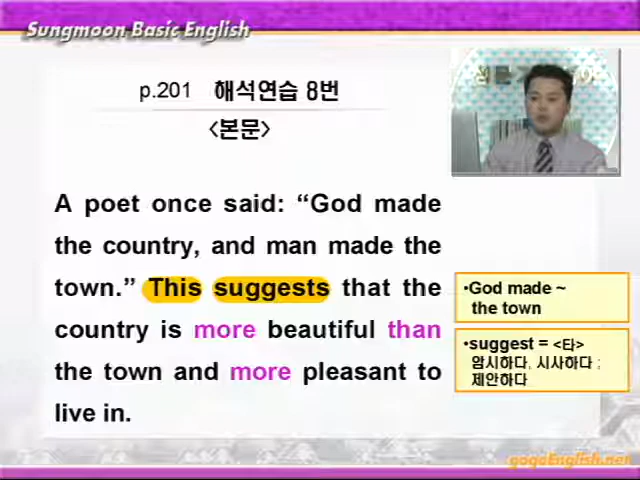 Sungmoon Basic English
p.201 해석연습 8번
<본문>
A poet once said: “God made
the country, and man made the
town.” This suggests that the
country is more beautiful than
the town and more pleasant to
live in.
•God made ~
the town
•suggest = <타>
암시하다, 시사하다 ;
제안하다
gogoEnglish.net